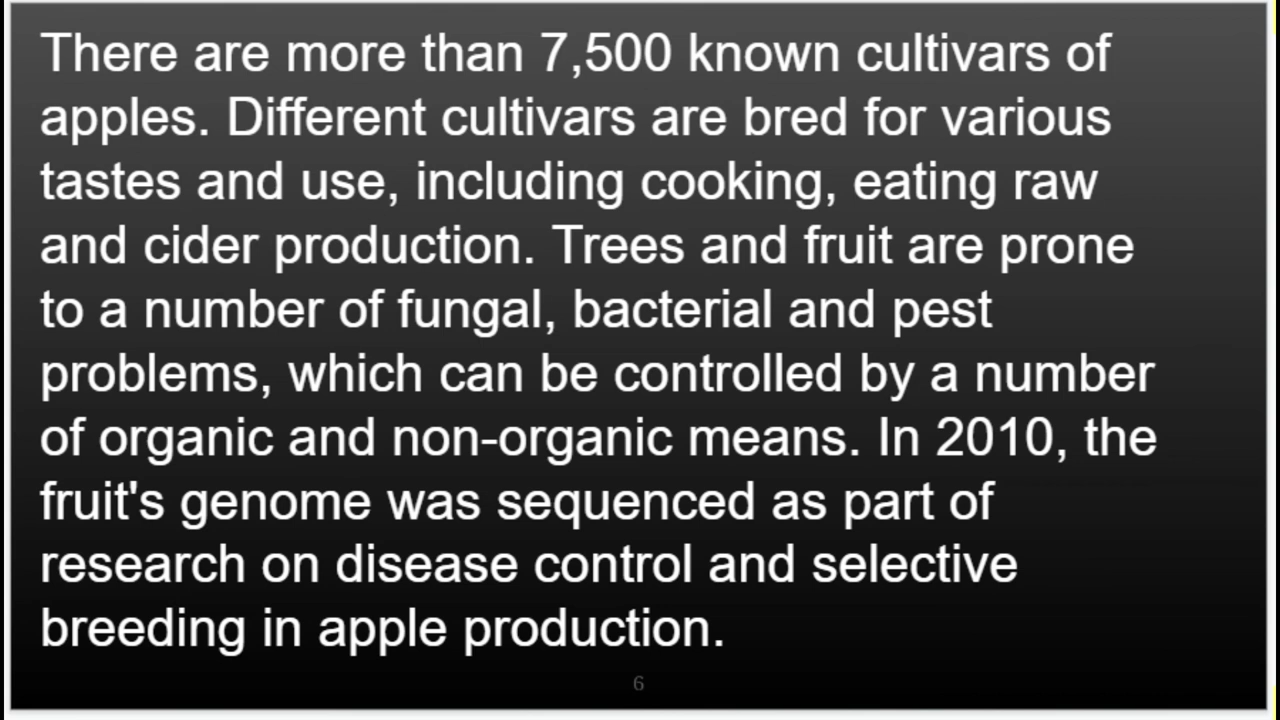 There are more than 7,500 known cultivars of
apples. Different cultivars are bred for various
tastes and use, including cooking, eating raw
and cider production. Trees and fruit are prone
to a number of fungal, bacterial and pest
problems, which can be controlled by a number
of organic and non-organic means. In 2010, the
fruit's genome was sequenced as part of
research on disease control and selective
breeding in apple production.
6